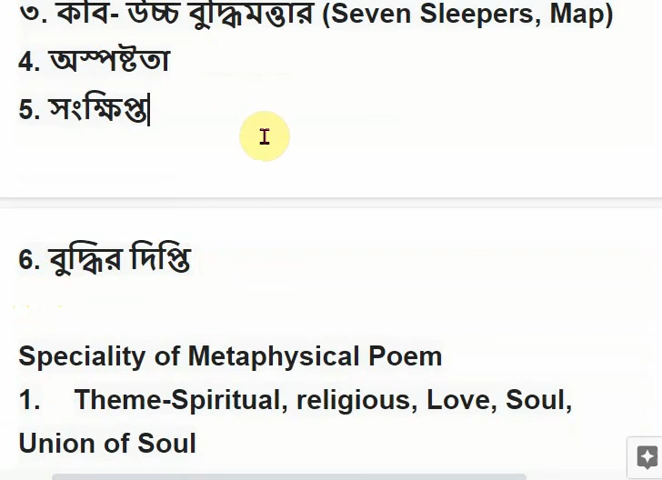 ৩. কবি- উচ্চ বুদ্ধিমত্তার (Seven Sleepers, Map)
4. অস্পষ্টতা
5. সংক্ষিপ্ত
6. বুদ্ধির দিপ্তি
Speciality of Metaphysical Poem
1. Theme-Spiritual, religious, Love, Soul,
Union of Soul